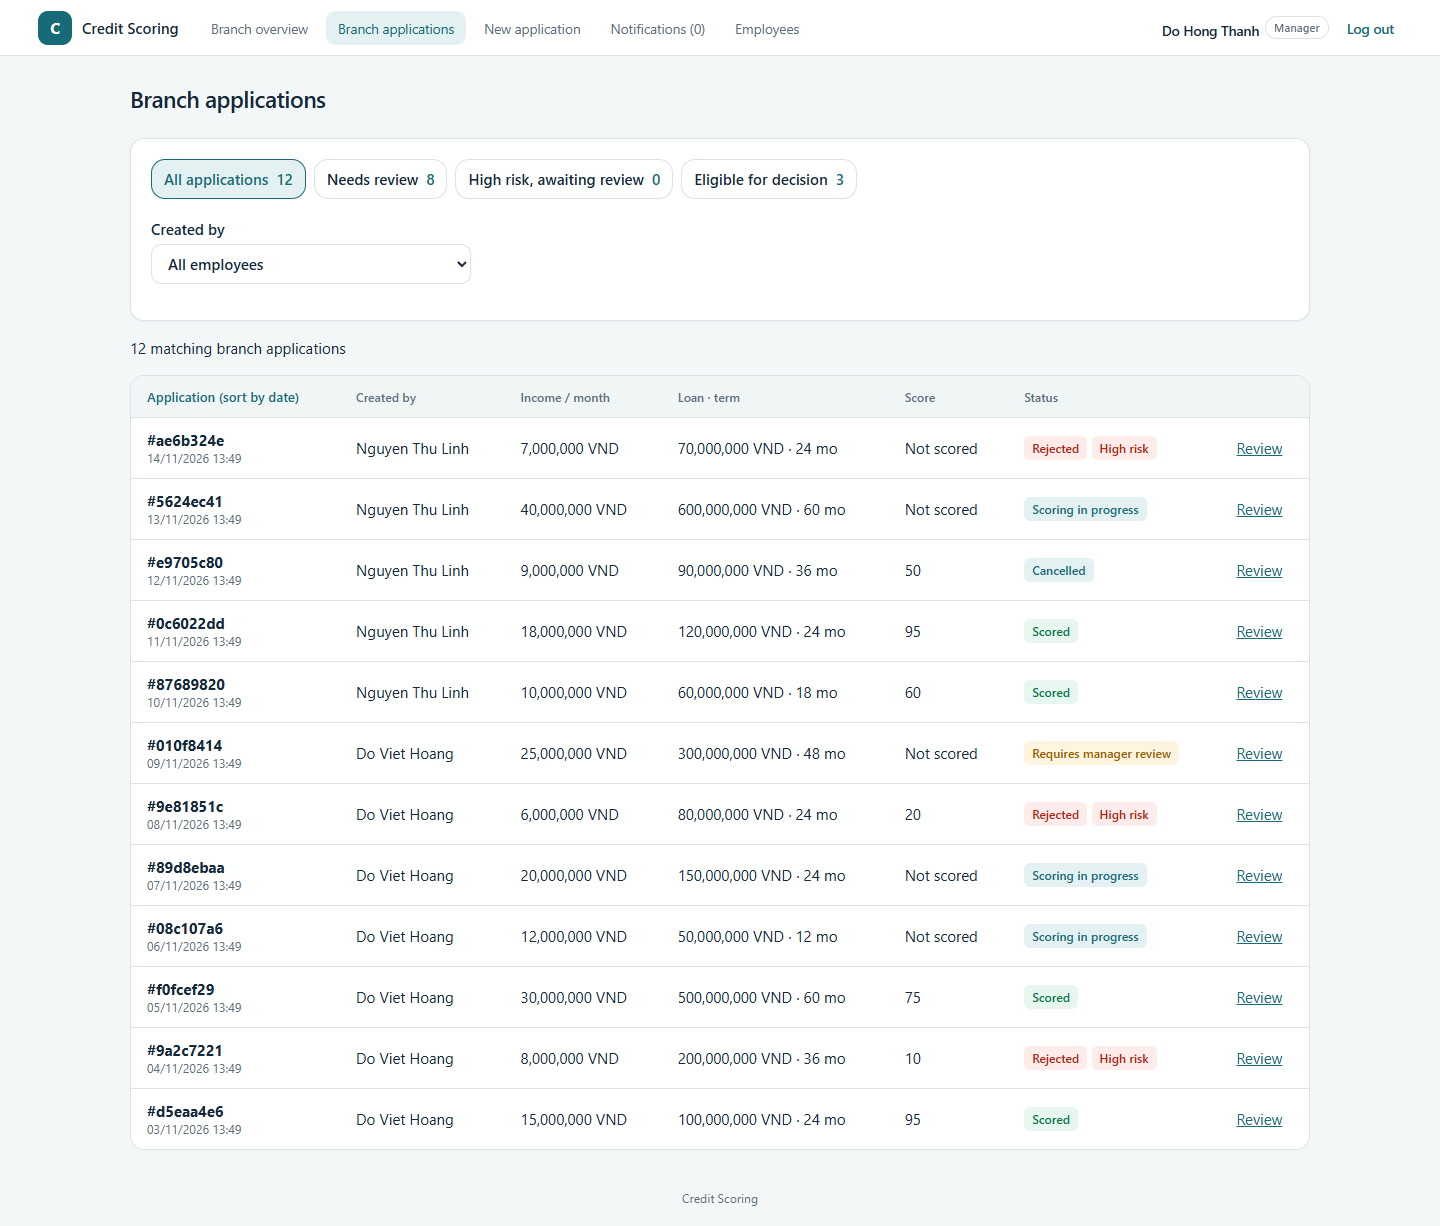 C Credit Scoring Branch overview Branch applications New application Notifications (0) Employees Do Hong Thanh Manager Log out
Branch applications
All applications 12 Needs review 8 High risk, awaiting review 0 Eligible for decision 3
Created by
All employees
12 matching branch applications
Application (sort by date) Created by Income / month Loan · term Score Status
#ae6b324e
14/11/2026 13:49
Nguyen Thu Linh 7,000,000 VND 70,000,000 VND · 24 mo Not scored Rejected High risk Review
#5624ec41
13/11/2026 13:49
Nguyen Thu Linh 40,000,000 VND 600,000,000 VND · 60 mo Not scored Scoring in progress Review
#e9705c80
12/11/2026 13:49
Nguyen Thu Linh 9,000,000 VND 90,000,000 VND · 36 mo 50 Cancelled Review
#0c6022dd
11/11/2026 13:49
Nguyen Thu Linh 18,000,000 VND 120,000,000 VND · 24 mo 95 Scored Review
#87689820
10/11/2026 13:49
Nguyen Thu Linh 10,000,000 VND 60,000,000 VND · 18 mo 60 Scored Review
#010f8414
09/11/2026 13:49
Do Viet Hoang 25,000,000 VND 300,000,000 VND · 48 mo Not scored Requires manager review Review
#9e81851c
08/11/2026 13:49
Do Viet Hoang 6,000,000 VND 80,000,000 VND · 24 mo 20 Rejected High risk Review
#89d8ebaa
07/11/2026 13:49
Do Viet Hoang 20,000,000 VND 150,000,000 VND · 24 mo Not scored Scoring in progress Review
#08c107a6
06/11/2026 13:49
Do Viet Hoang 12,000,000 VND 50,000,000 VND · 12 mo Not scored Scoring in progress Review
#f0fcef29
05/11/2026 13:49
Do Viet Hoang 30,000,000 VND 500,000,000 VND · 60 mo 75 Scored Review
#9a2c7221
04/11/2026 13:49
Do Viet Hoang 8,000,000 VND 200,000,000 VND · 36 mo 10 Rejected High risk Review
#d5eaa4e6
03/11/2026 13:49
Do Viet Hoang 15,000,000 VND 100,000,000 VND · 24 mo 95 Scored Review
Credit Scoring